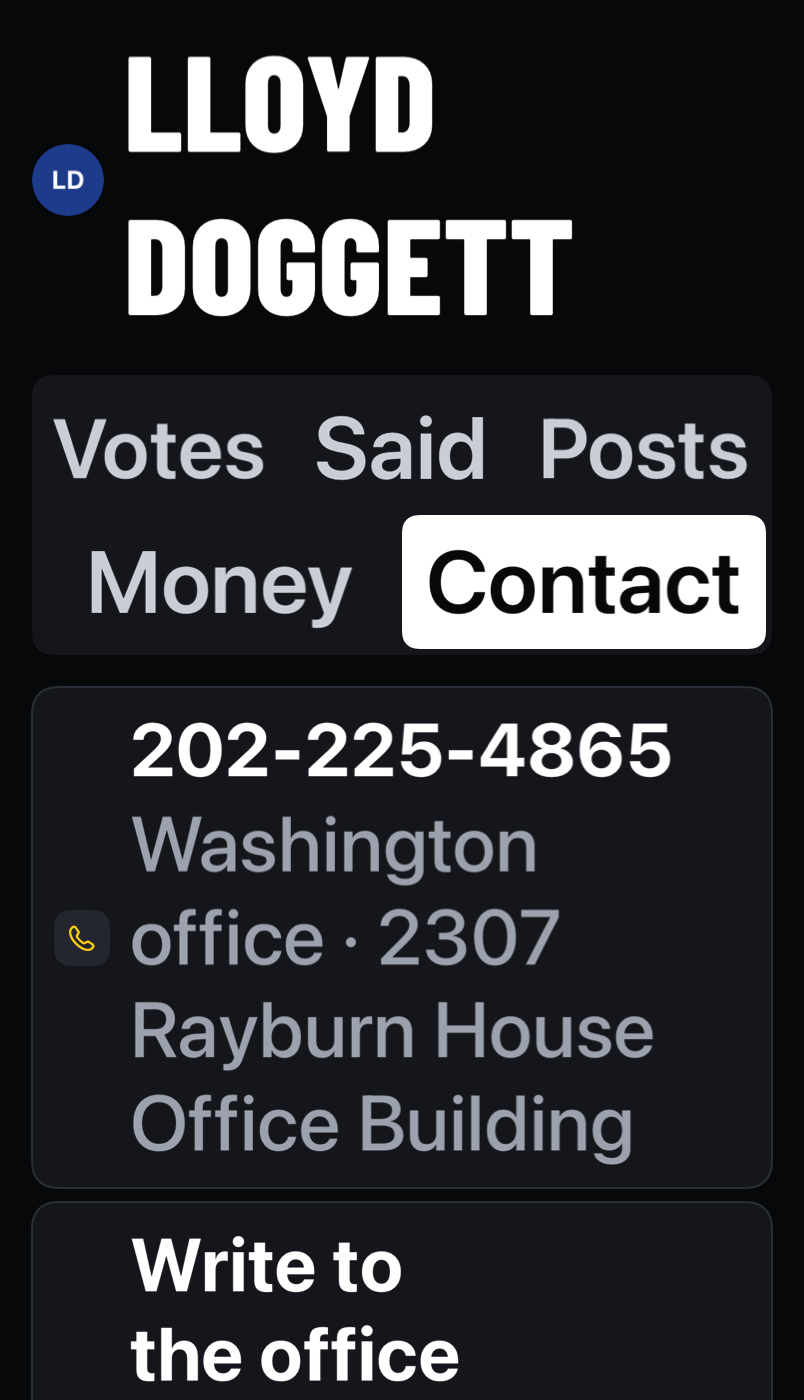 LLOYD
LD
DOGGETT
Votes Said Posts
Money Contact
202-225-4865
Washington
office · 2307
Rayburn House
Office Building
Write to
the office